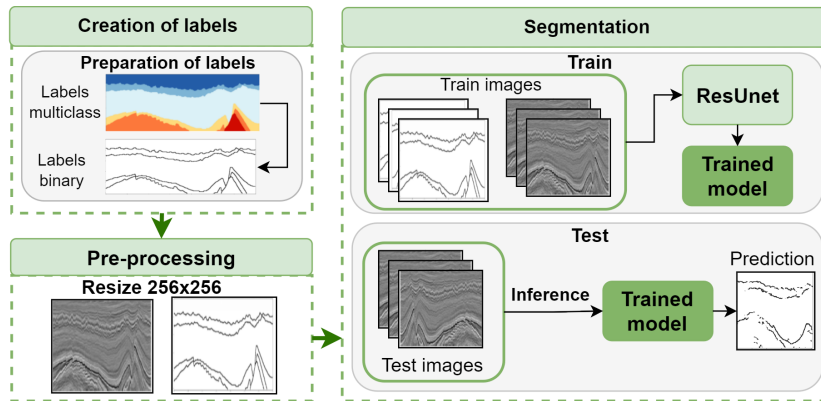 Creation of labels
Preparation of labels
Labels
multiclass
Labels
binary
Pre-processing
Resize 256x256
Segmentation
Train
Train images
ResUnet
Trained
model
Test
Test images
Inference
Trained
model
Prediction